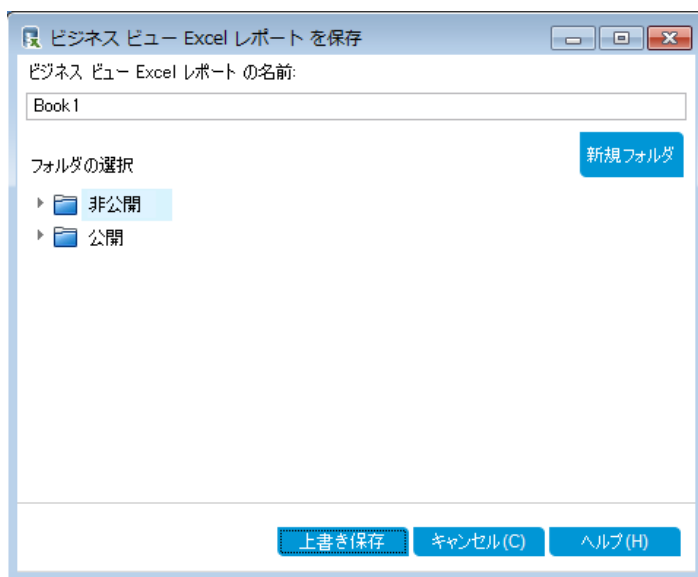 ビジネス ビュー Excel レポート を保存
ビジネス ビュー Excel レポート の名前:
Book1
新規フォルダ
フォルダの選択
非公開
公開
上書き保存 キャンセル(C) ヘルプ(H)